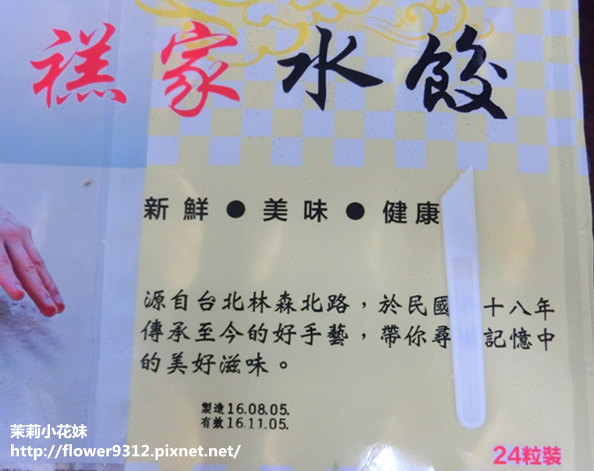 禚家水餃
新鮮●美味●健康
源自台北林森北路，於民國 十八年
傳承至今的好手藝，帶你尋 記憶中
的美好滋味。
製造16.08.05.
有效16.11.05.
茉莉小花妹
http://flower9312.pixnet.net/
24粒裝